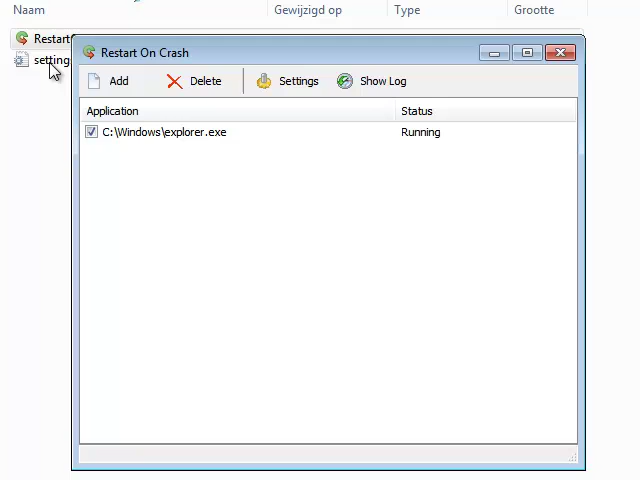 Naam Gewijzigd op Type Grootte
Restart
setting
Restart On Crash
Add Delete Settings Show Log
Application Status
C:\Windows\explorer.exe Running